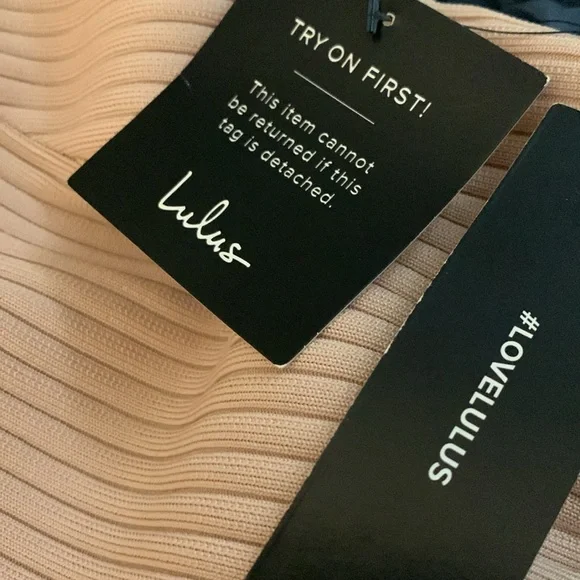 TRY ON FIRST!
This item cannot
be returned if this
tag is detached.
Lulus
#LOVELULUS